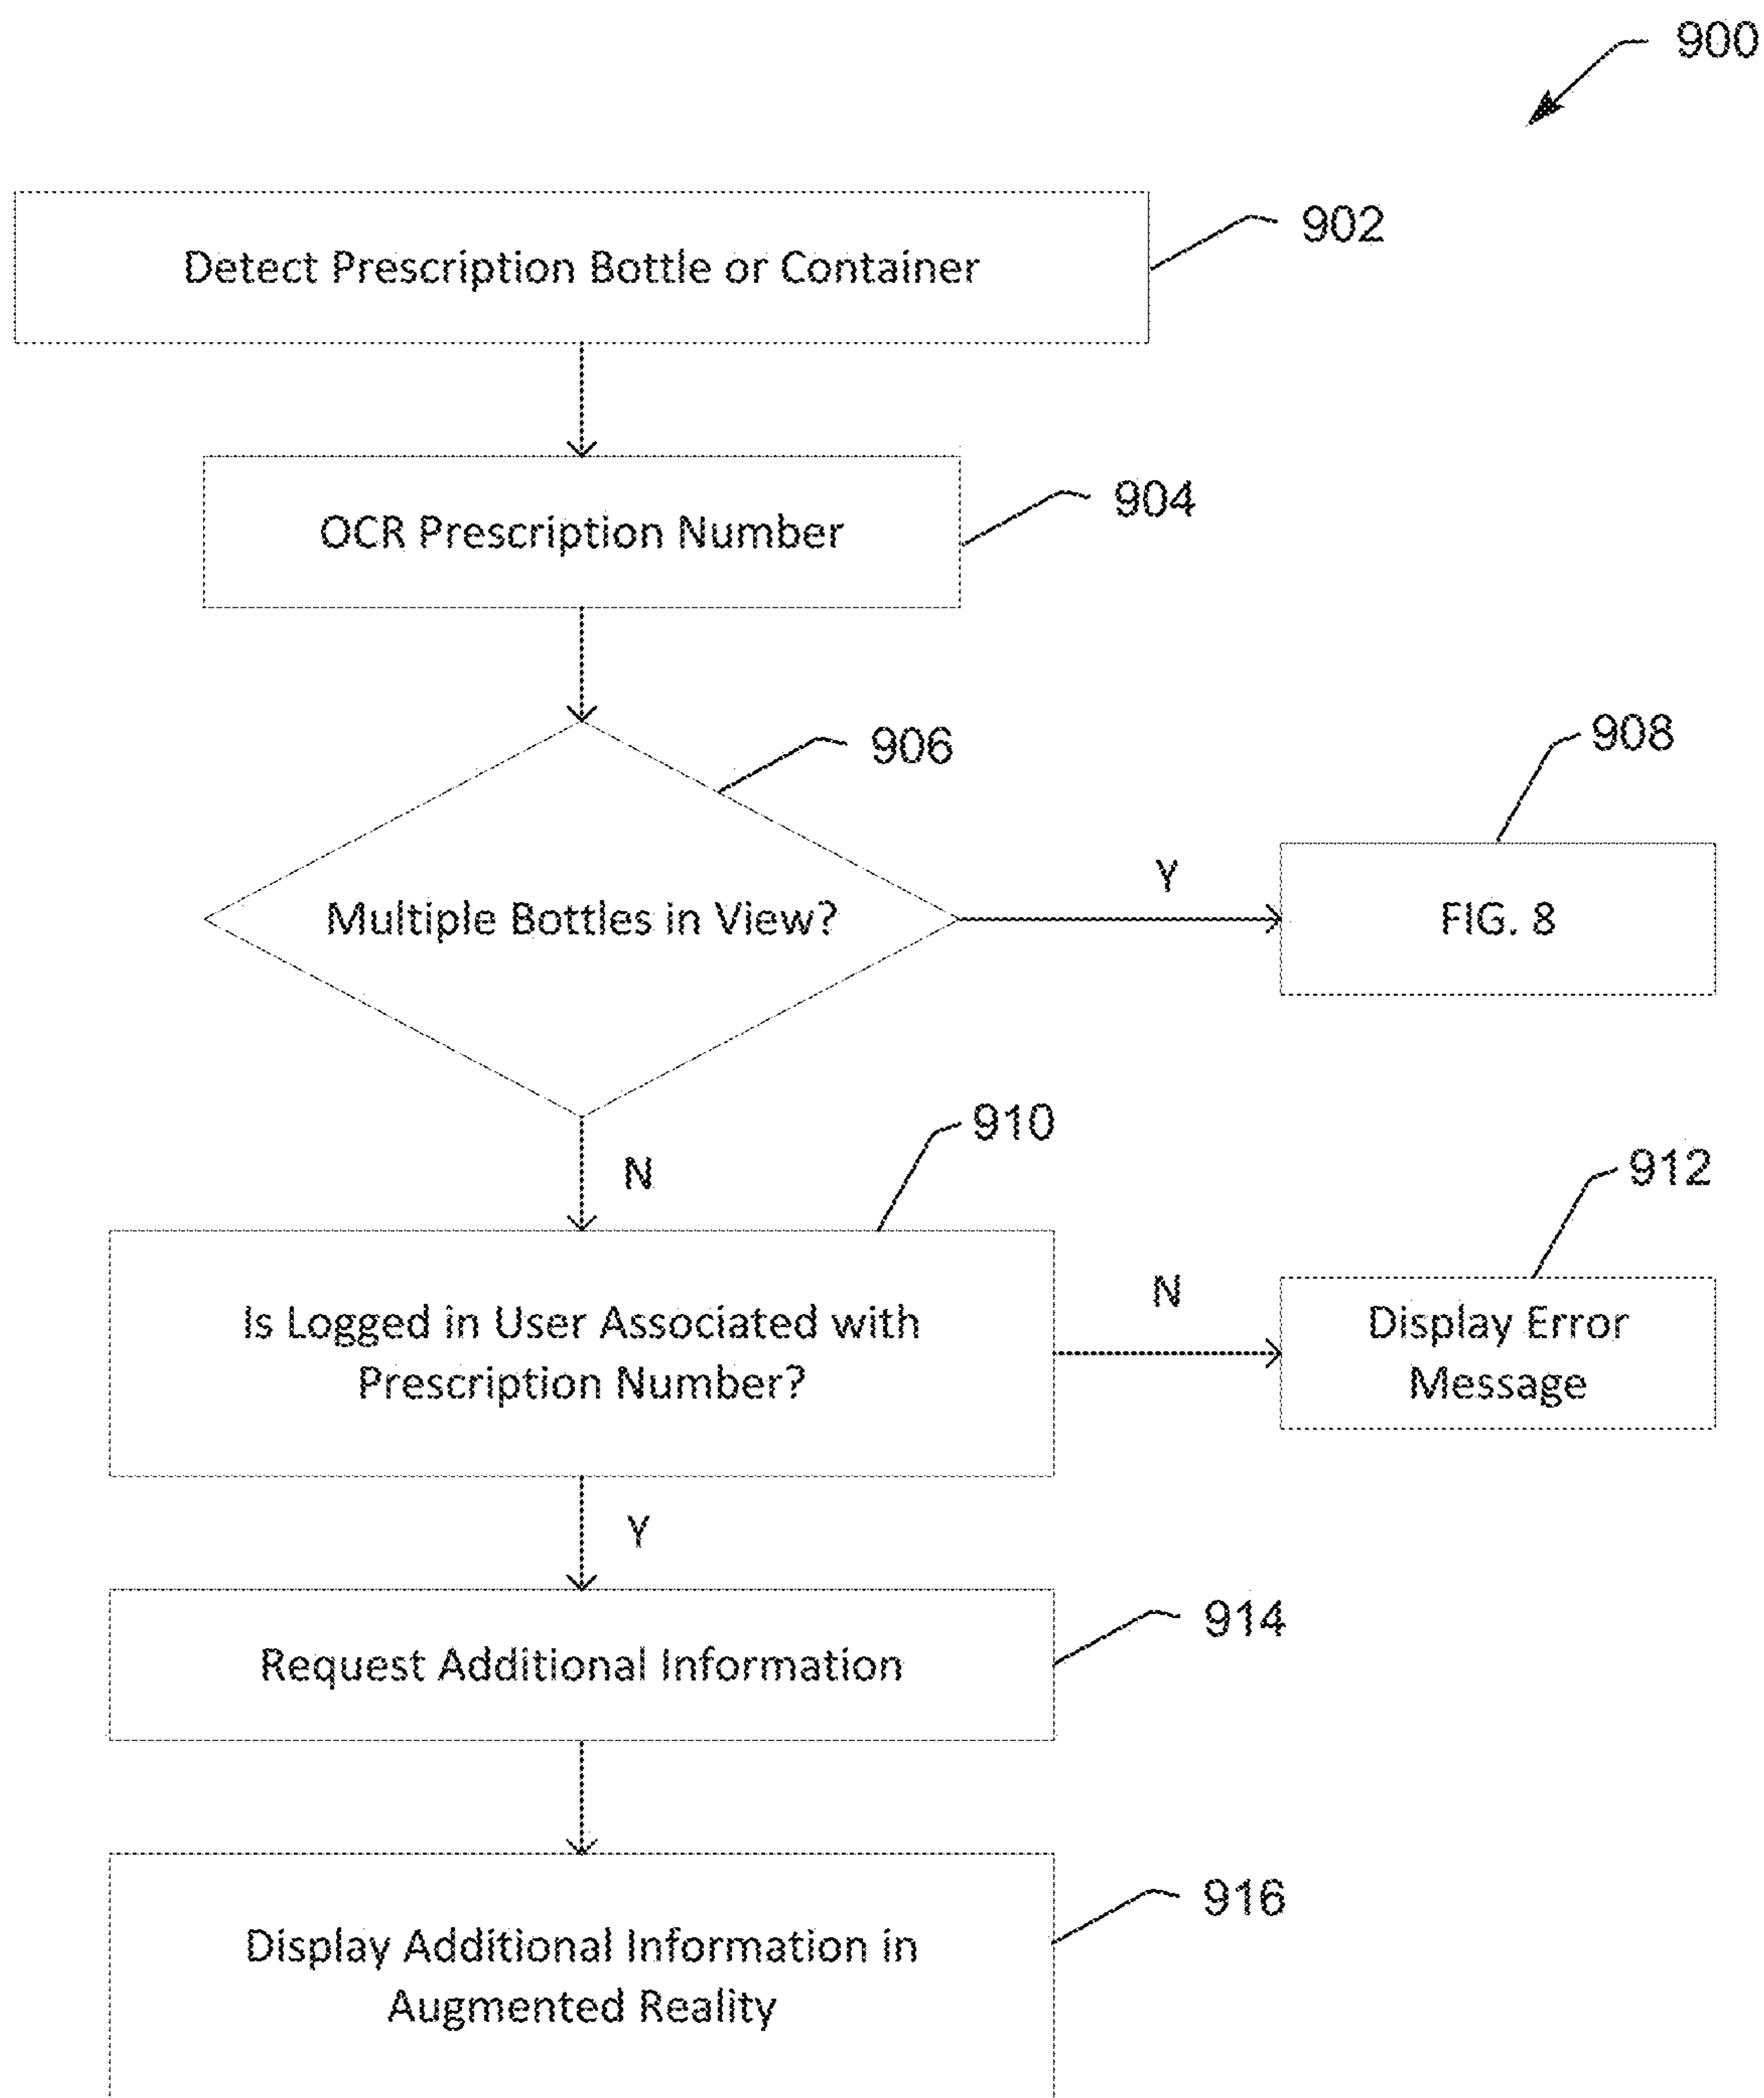 900
902
Detect Prescription Bottle or Container
904
OCR Prescription Number
906
908
Multiple Bottles in View?
Y
FIG. 8
910
N
912
Is Logged in User Associated with
Prescription Number?
N
Display Error
Message
Y
914
Request Additional Information
916
Display Additional Information in
Augmented Reality